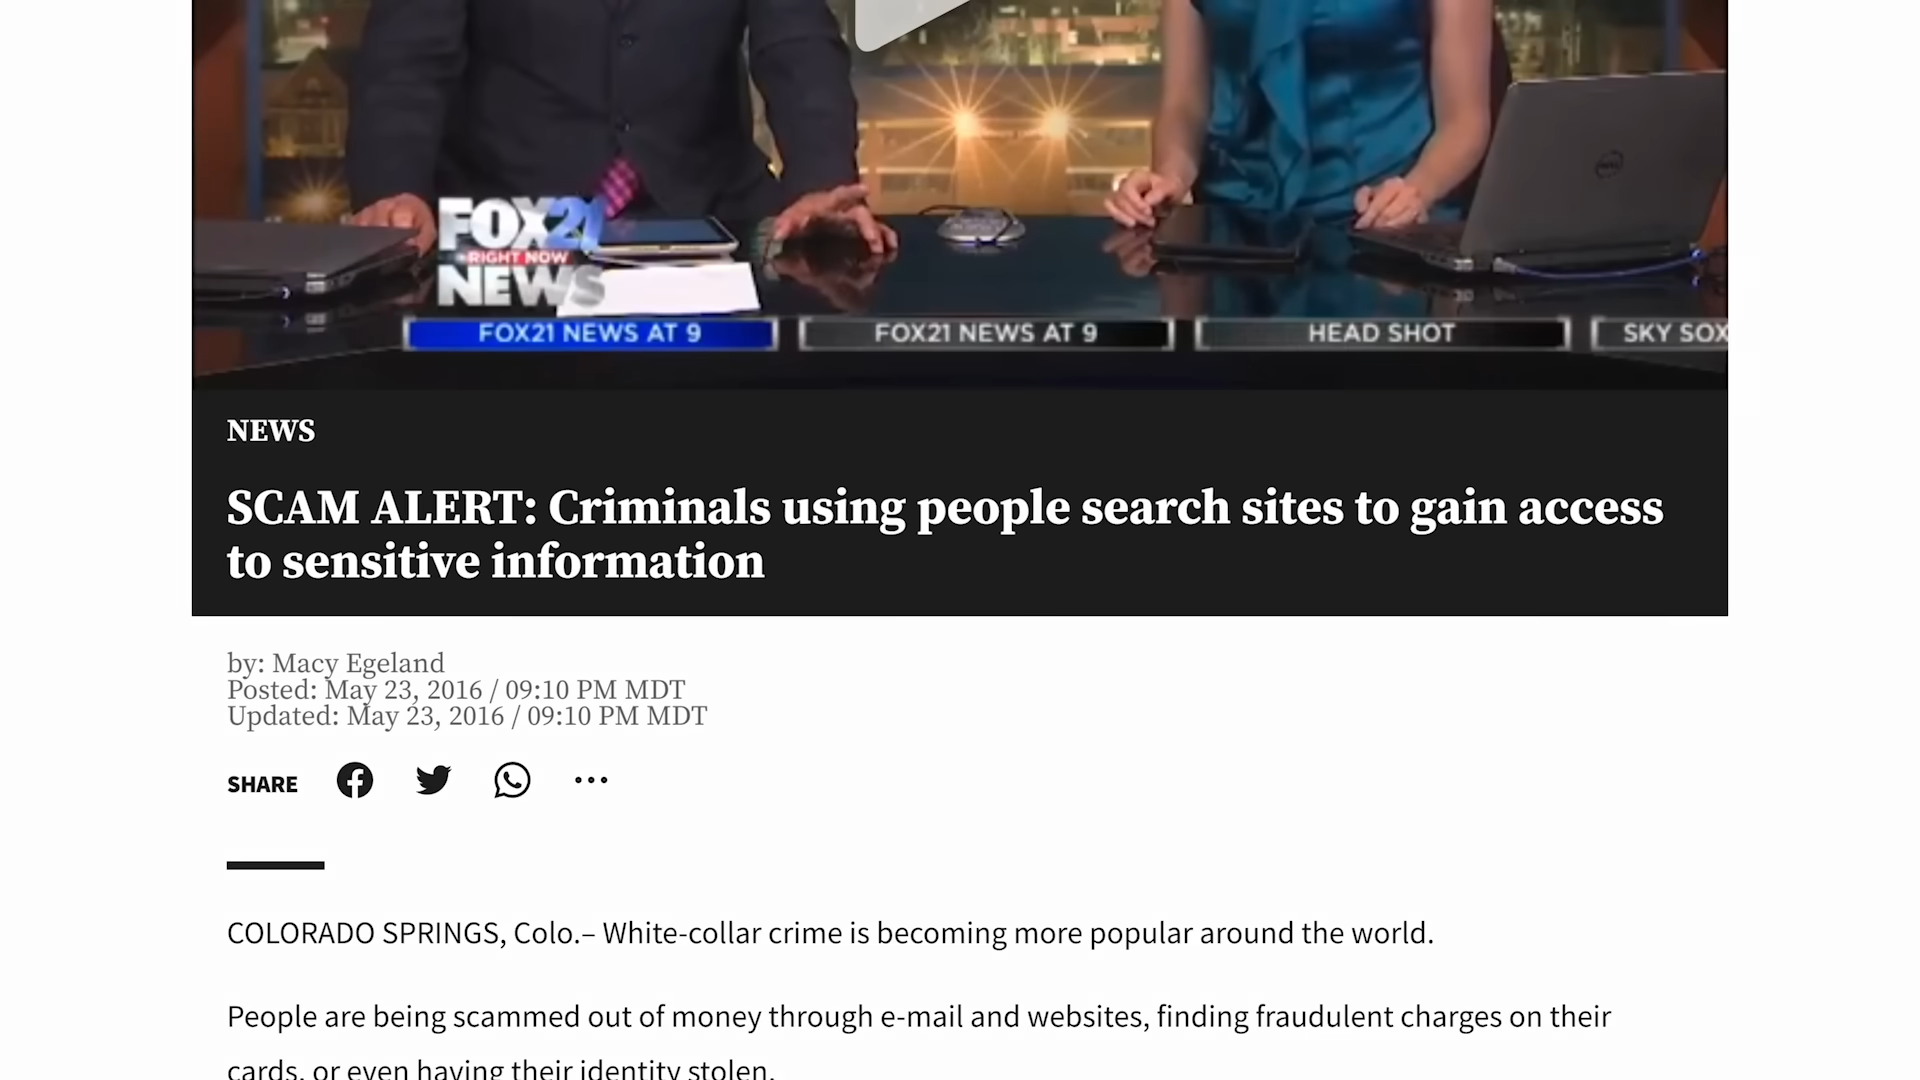 FOX21
RIGHT NOW
NEWS
FOX21 NEWS AT 9
FOX21 NEWS AT 9
HEAD SHOT
SKY SOX
DELL
NEWS
SCAM ALERT: Criminals using people search sites to gain access
to sensitive information
by: Macy Egeland
Posted: May 23, 2016 / 09:10 PM MDT
Updated: May 23, 2016 / 09:10 PM MDT
SHARE
COLORADO SPRINGS, Colo.– White-collar crime is becoming more popular around the world.
People are being scammed out of money through e-mail and websites, finding fraudulent charges on their
cards, or even having their identity stolen.